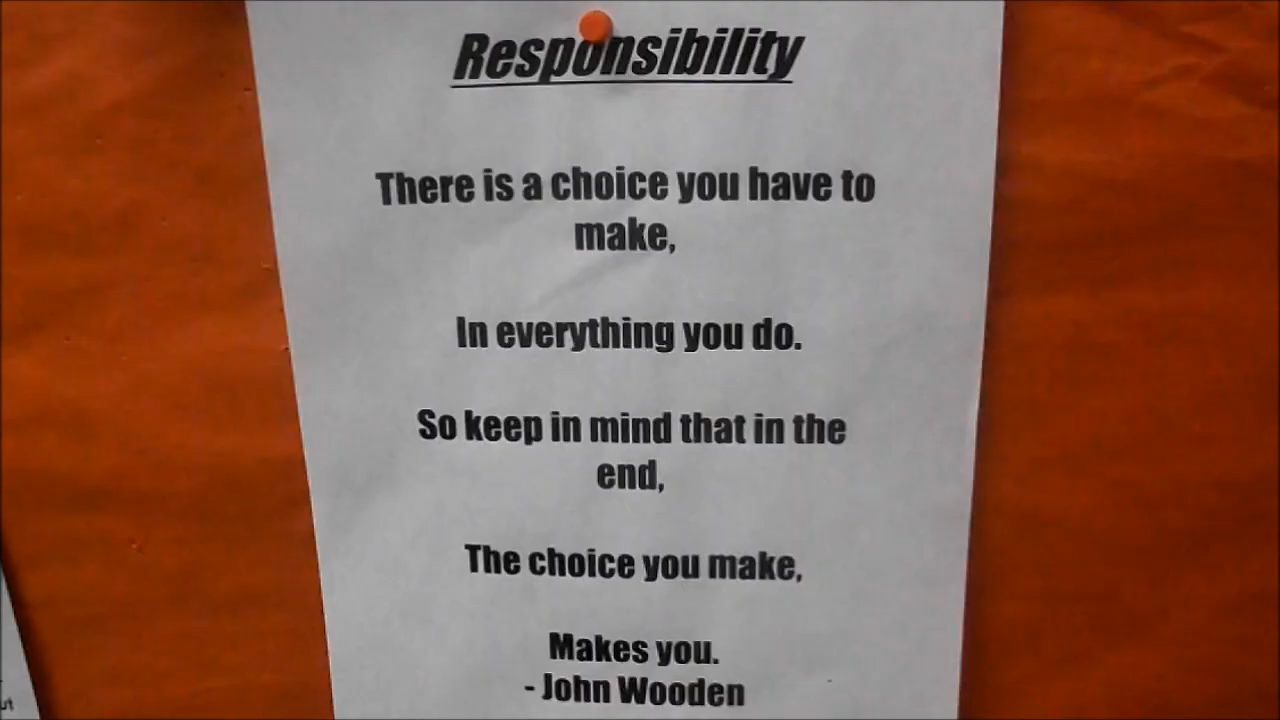 Responsibility
There is a choice you have to
make,
In everything you do.
So keep in mind that in the
end,
The choice you make,
Makes you.
- John Wooden